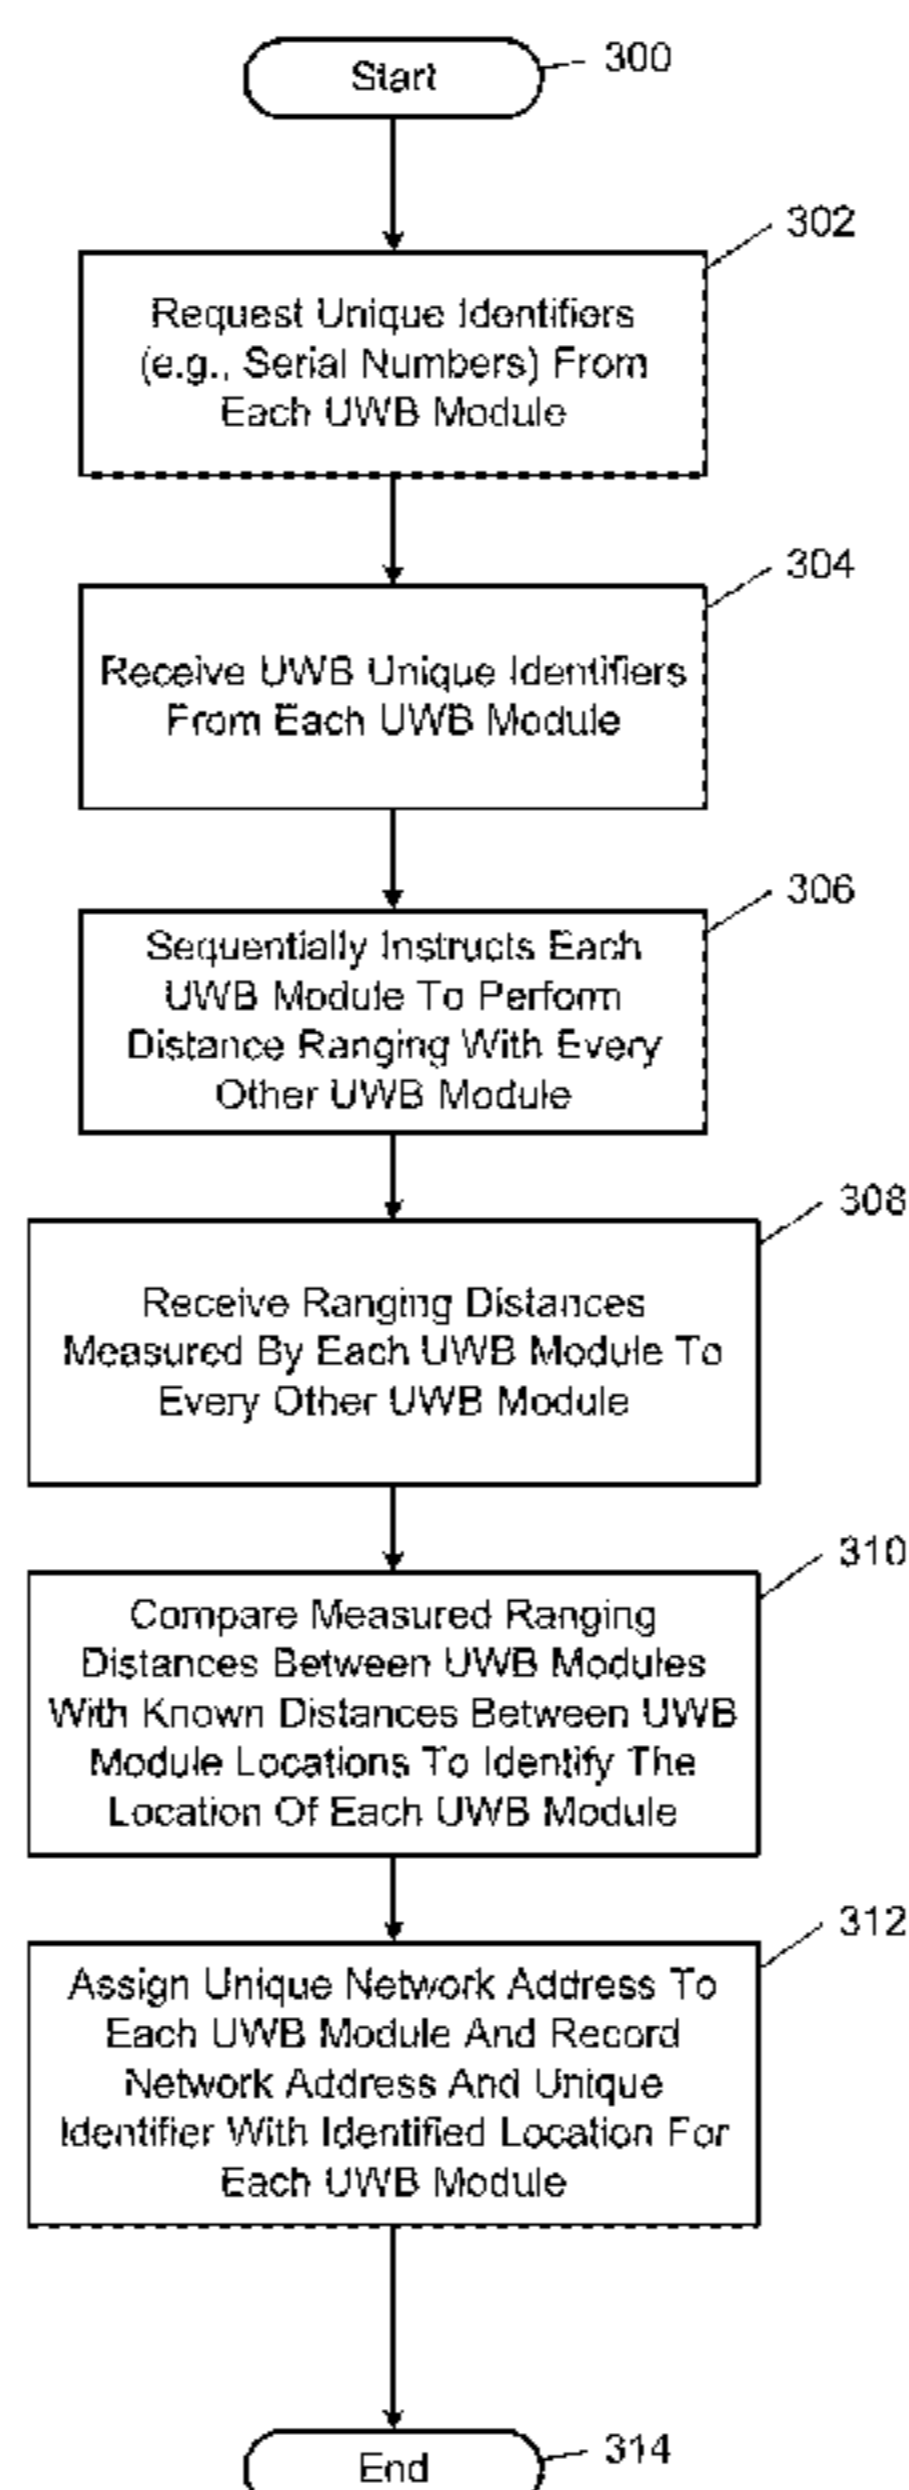 Start
300
302
Request Unique Identifiers
(e.g., Serial Numbers) From
Each UWB Module
304
Receive UWB Unique Identifiers
From Each UWB Module
306
Sequentially Instructs Each
UWB Module To Perform
Distance Ranging With Every
Other UWB Module
308
Receive Ranging Distances
Measured By Each UWB Module To
Every Other UWB Module
310
Compare Measured Ranging
Distances Between UWB Modules
With Known Distances Between UWB
Module Locations To Identify The
Location Of Each UWB Module
312
Assign Unique Network Address To
Each UWB Module And Record
Network Address And Unique
Identifier With Identified Location For
Each UWB Module
End
314